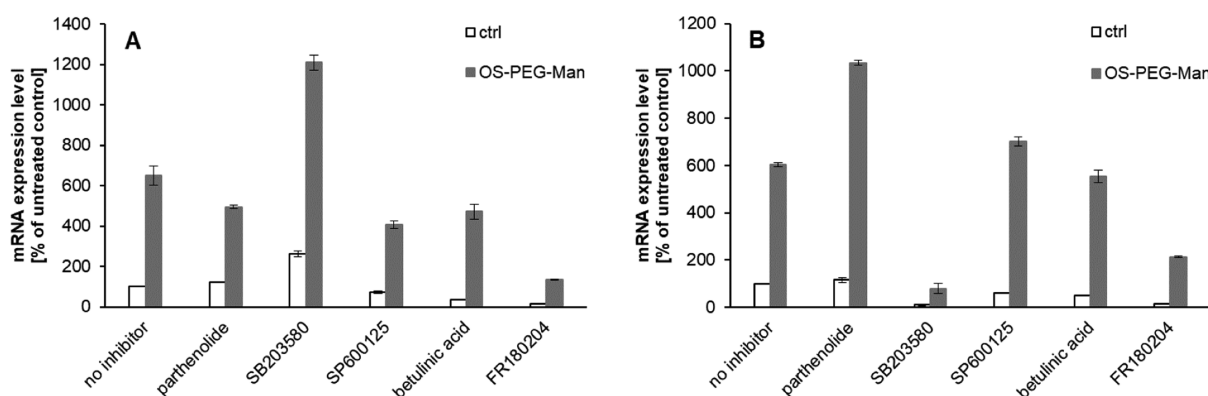 A
mRNA expression level
[% of untreated control]
1400
1200
1000
800
600
400
200
0
ctrl
OS-PEG-Man
no inhibitor
parthenolide
SB203580
SP600125
betulinic acid
FR180204
B
mRNA expression level
[% of untreated control]
1200
1000
800
600
400
200
0
ctrl
OS-PEG-Man
no inhibitor
parthenolide
SB203580
SP600125
betulinic acid
FR180204